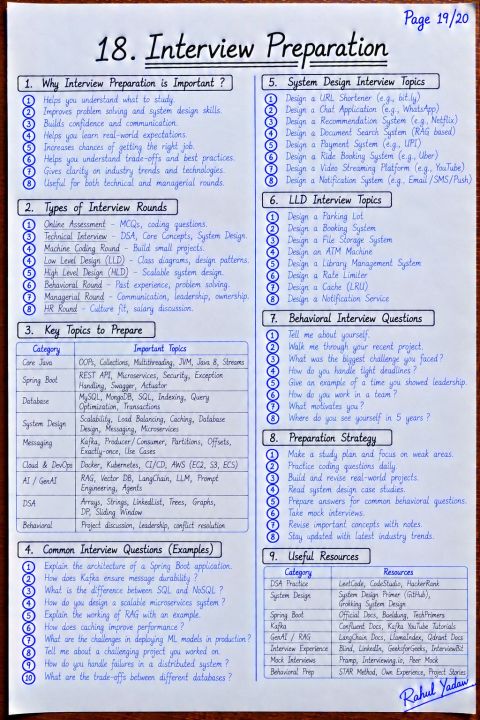 Page 19/20
18. Interview Preparation
1. Why Interview Preparation is Important ?
1 Helps you understand what to study.
2 Improves problem solving and system design skills.
3 Builds confidence and communication.
4 Helps you learn real-world expectations.
5 Increases chances of getting the right job.
6 Helps you understand trade-offs and best practices.
7 Gives clarity on industry trends and technologies.
8 Useful for both technical and managerial rounds.
2. Types of Interview Rounds
1 Online Assessment - MCQs, coding questions.
2 Technical Interview - DSA, Core Concepts, System Design.
3 Machine Coding Round - Build small projects.
4 Low Level Design (LLD) - Class diagrams, design patterns.
5 High Level Design (HLD) - Scalable system design.
6 Behavioral Round - Past experience, problem solving.
7 Managerial Round - Communication, leadership, ownership.
8 HR Round - Culture fit, salary discussion.
3. Key Topics to Prepare
Category Important Topics
Core Java OOPs, Collections, Multithreading, JVM, Java 8, Streams
Spring Boot REST API, Microservices, Security, Exception
Handling, Swagger, Actuator
Database MySQL, MongoDB, SQL, Indexing, Query
Optimization, Transactions
System Design Scalability, Load Balancing, Caching, Database
Design, Messaging, Microservices
Messaging Kafka, Producer/Consumer, Partitions, Offsets,
Exactly-once, Use Cases
Cloud & DevOps Docker, Kubernetes, CI/CD, AWS (EC2, S3, ECS)
AI / GenAI RAG, Vector DB, LangChain, LLM, Prompt
Engineering, Agents
DSA Arrays, Strings, LinkedList, Trees, Graphs,
DP, Sliding Window
Behavioral Project discussion, leadership, conflict resolution
4. Common Interview Questions (Examples)
1 Explain the architecture of a Spring Boot application.
2 How does Kafka ensure message durability ?
3 What is the difference between SQL and NoSQL ?
4 How do you design a scalable microservices system ?
5 Explain the working of RAG with an example.
6 How does caching improve performance ?
7 What are the challenges in deploying ML models in production ?
8 Tell me about a challenging project you worked on.
9 How do you handle failures in a distributed system ?
10 What are the trade-offs between different databases ?
5. System Design Interview Topics
1 Design a URL Shortener (e.g., bit.ly)
2 Design a Chat Application (e.g., WhatsApp)
3 Design a Recommendation System (e.g., Netflix)
4 Design a Document Search System (RAG based)
5 Design a Payment System (e.g., UPI)
6 Design a Ride Booking System (e.g., Uber)
7 Design a Video Streaming Platform (e.g., YouTube)
8 Design a Notification System (e.g., Email/SMS/Push)
6. LLD Interview Topics
1 Design a Parking Lot
2 Design a Booking System
3 Design a File Storage System
4 Design an ATM Machine
5 Design a Library Management System
6 Design a Rate Limiter
7 Design a Cache (LRU)
8 Design a Notification Service
7. Behavioral Interview Questions
1 Tell me about yourself.
2 Walk me through your recent project.
3 What was the biggest challenge you faced ?
4 How do you handle tight deadlines ?
5 Give an example of a time you showed leadership.
6 How do you work in a team ?
7 What motivates you ?
8 Where do you see yourself in 5 years ?
8. Preparation Strategy
1 Make a study plan and focus on weak areas.
2 Practice coding questions daily.
3 Build and revise real-world projects.
4 Read system design case studies.
5 Prepare answers for common behavioral questions.
6 Take mock interviews.
7 Revise important concepts with notes.
8 Stay updated with latest industry trends.
9. Useful Resources
Category Resources
DSA Practice LeetCode, CodeStudio, HackerRank
System Design System Design Primer (GitHub),
Grokking System Design
Spring Boot Official Docs, Baeldung, TechPrimers
Kafka Confluent Docs, Kafka YouTube Tutorials
GenAI / RAG LangChain Docs, LlamaIndex, Qdrant Docs
Interview Experience Blind, LinkedIn, GeeksforGeeks, InterviewBit
Mock Interviews Pramp, Interviewing.io, Peer Mock
Behavioral Prep STAR Method, Own Experience, Project Stories
Rahul Yadav